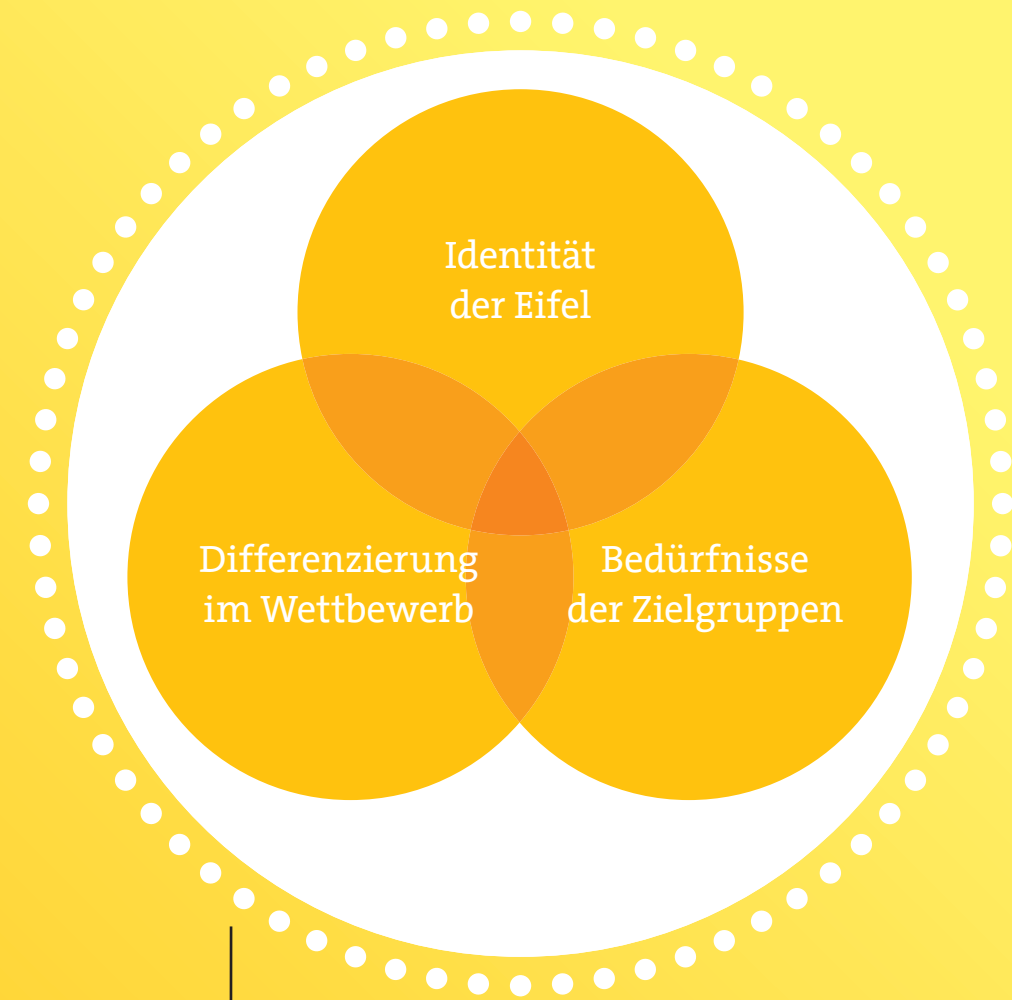 Identität
der Eifel
Differenzierung
im Wettbewerb
Bedürfnisse
der Zielgruppen